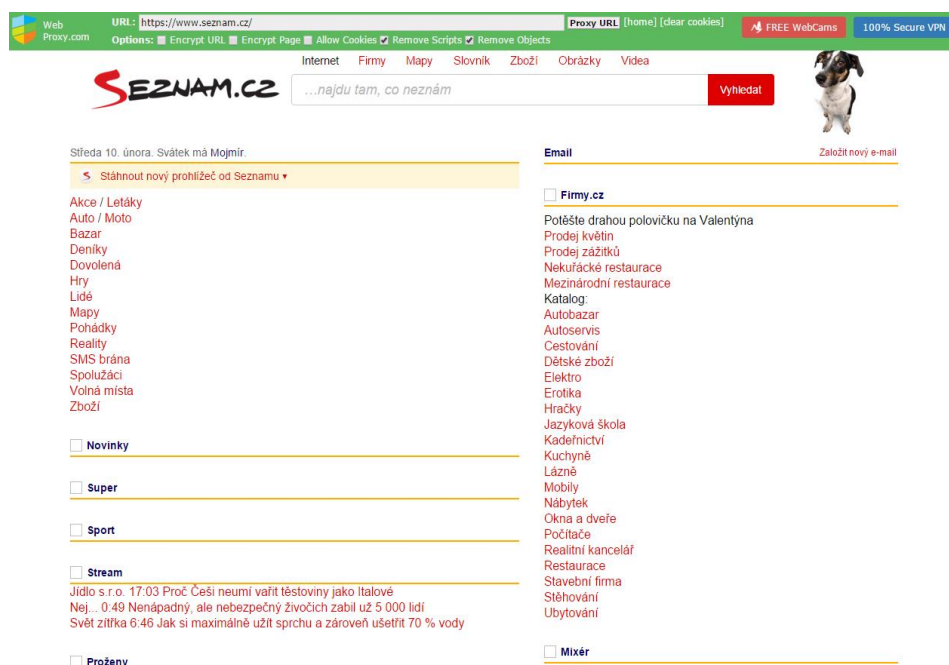 Web
Proxy.com
URL: https://www.seznam.cz/ Proxy URL [home] [clear cookies]
Options: Encrypt URL Encrypt Page Allow Cookies Remove Scripts Remove Objects
FREE WebCams
100% Secure VPN
Internet Firmy Mapy Slovník Zboží Obrázky Videa
SEZNAM.CZ
...najdu tam, co neznám
Vyhledat
Středa 10. února. Svátek má Mojmír.
Stáhnout nový prohlížeč od Seznamu ▾
Akce / Letáky
Auto / Moto
Bazar
Deníky
Dovolená
Hry
Lidé
Mapy
Pohádky
Reality
SMS brána
Spolužáci
Volná místa
Zboží
Novinky
Super
Sport
Stream
Jídlo s.r.o. 17:03 Proč Češi neumí vařit těstoviny jako Italové
Nej... 0:49 Nenápadný, ale nebezpečný živočich zabil už 5 000 lidí
Svět zítřka 6:46 Jak si maximálně užít sprchu a zároveň ušetřit 70 % vody
Proženy
Email
Založit nový e-mail
Firmy.cz
Potěšte drahou polovičku na Valentýna
Prodej květin
Prodej zážitků
Nekuřácké restaurace
Mezinárodní restaurace
Katalog:
Autobazar
Autoservis
Cestování
Dětské zboží
Elektro
Erotika
Hračky
Jazyková škola
Kadeřnictví
Kuchyně
Lázně
Mobily
Nábytek
Okna a dveře
Počítače
Realitní kancelář
Restaurace
Stavební firma
Stěhování
Ubytování
Mixér